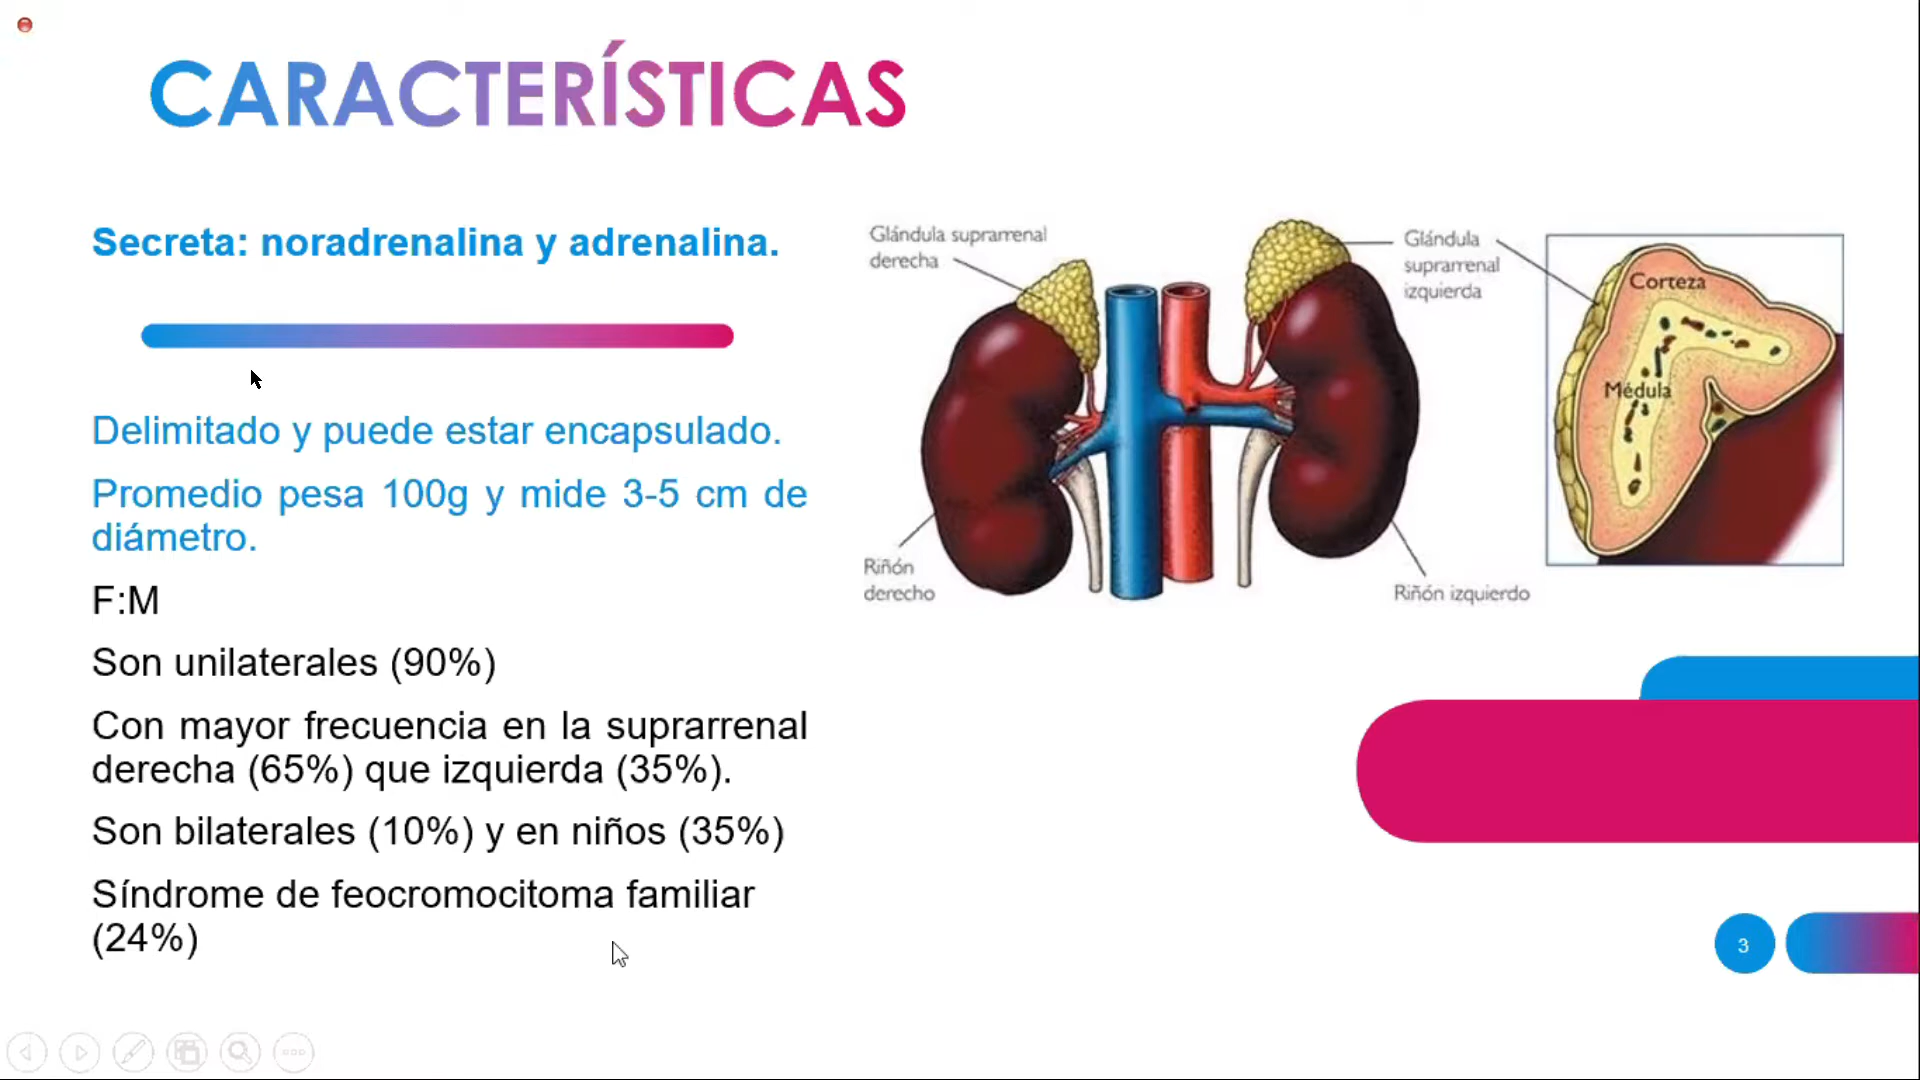 CARACTERÍSTICAS
Secreta: noradrenalina y adrenalina.
Delimitado y puede estar encapsulado.
Promedio pesa 100g y mide 3-5 cm de
diámetro.
F:M
Son unilaterales (90%)
Con mayor frecuencia en la suprarrenal
derecha (65%) que izquierda (35%).
Son bilaterales (10%) y en niños (35%)
Síndrome de feocromocitoma familiar
(24%)
Glándula suprarrenal
derecha
Glándula
suprarrenal
izquierda
Corteza
Médula
Riñón
derecho
Riñón izquierdo
3